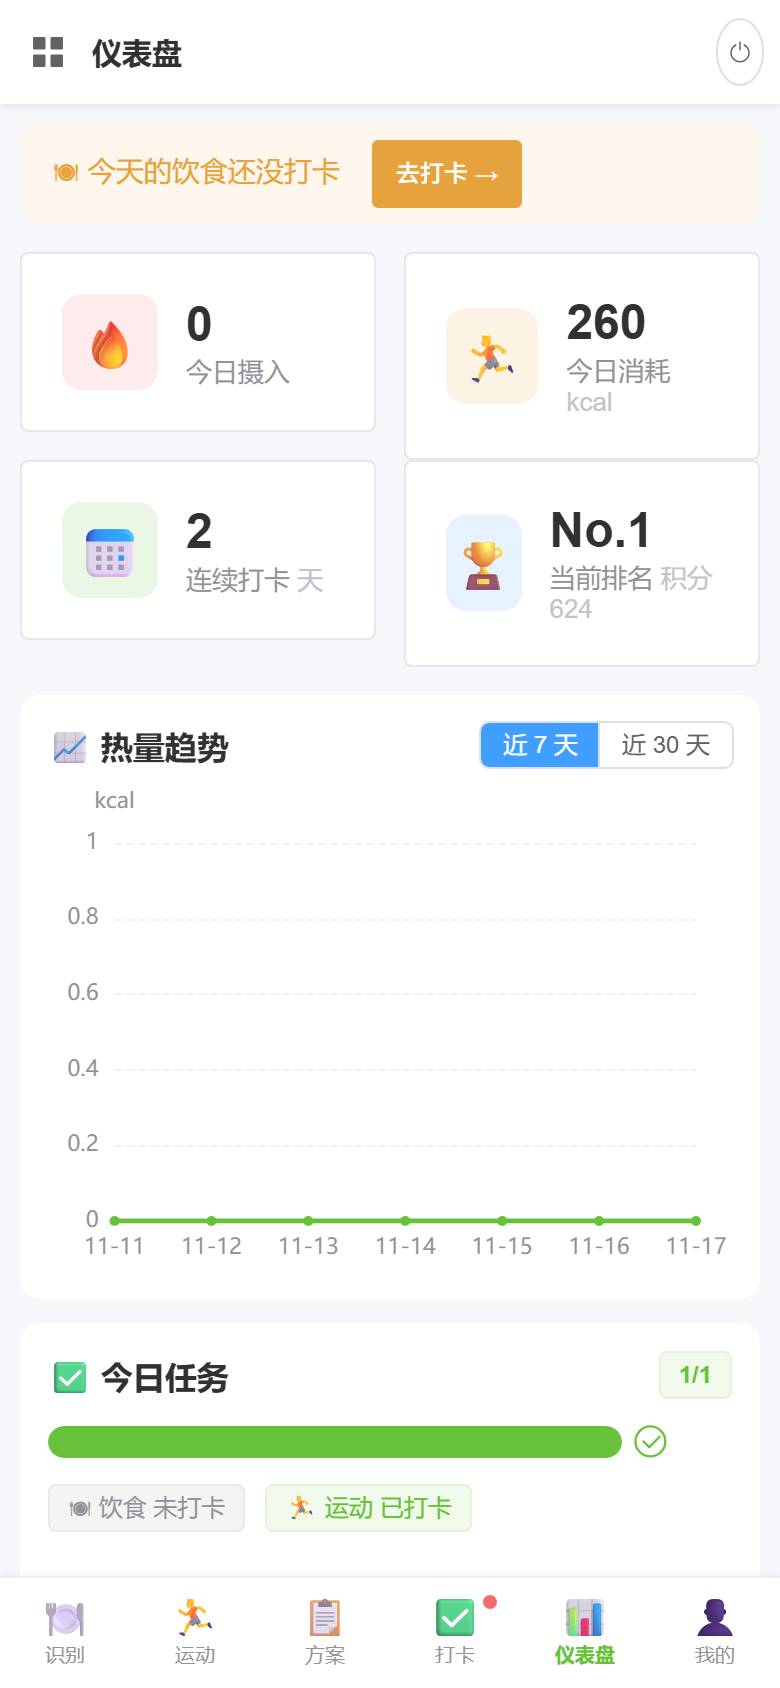 仪表盘
今天的饮食还没打卡
去打卡 →
0
今日摄入
260
今日消耗
kcal
2
连续打卡 天
No.1
当前排名 积分
624
热量趋势
近 7 天
近 30 天
kcal
1
0.8
0.6
0.4
0.2
0
11-11 11-12 11-13 11-14 11-15 11-16 11-17
今日任务
1/1
饮食 未打卡
运动 已打卡
识别 运动 方案 打卡 仪表盘 我的